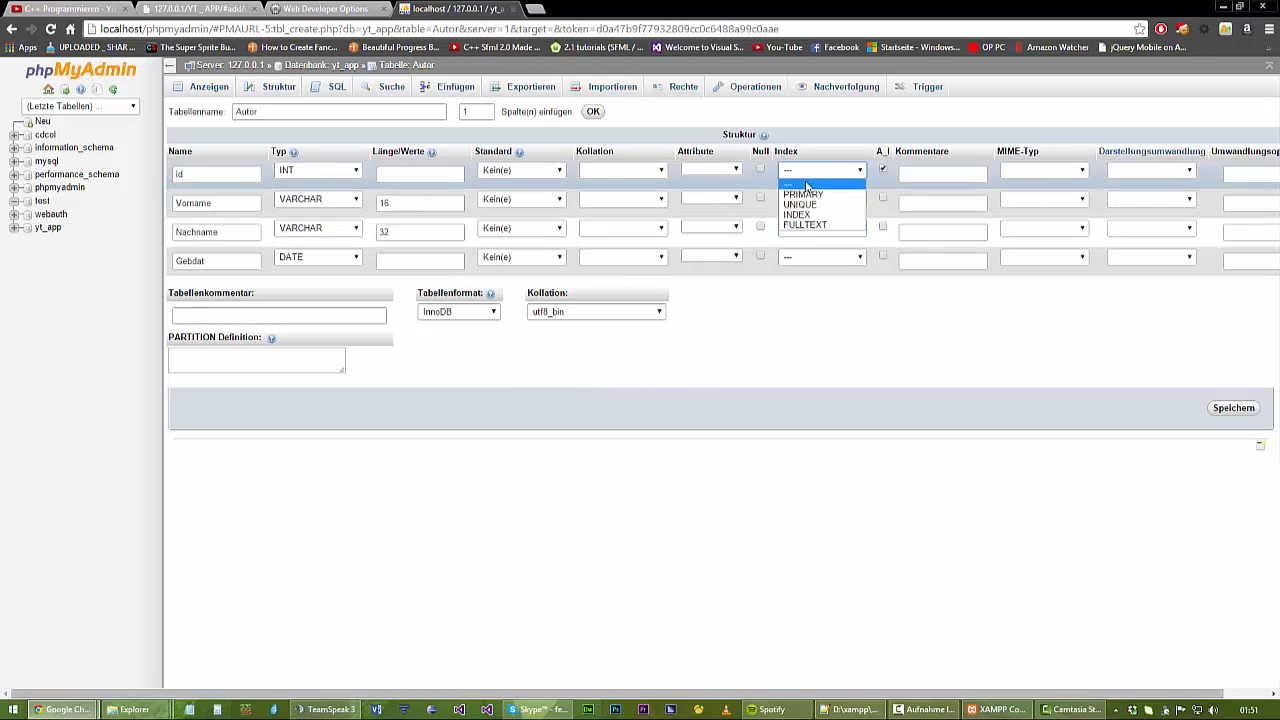 C++ Programmieren - YouT
127.0.0.1/YT_APP/#add/
Web Developer Options
localhost / 127.0.0.1 / yt_a
localhost/phpmyadmin/#PMAURL-5:tbl_create.php?db=yt_app&table=Autor&server=1&target=&token=d0a47b9f77932809cc0c6488a99c0aae
Apps
UPLOADED _ SHAR...
The Super Sprite Bu...
How to Create Fanc...
Beautiful Progress B...
C++ Sfml 2.0 Made ...
2.1 tutorials (SFML / ...
Welcome to Visual S...
You-Tube
Facebook
Startseite - Windows...
OP PC
Amazon Watcher
jQuery Mobile on A...
phpMyAdmin
(Letzte Tabellen) ...
Neu
cdcol
information_schema
mysql
performance_schema
phpmyadmin
test
webauth
yt_app
Server: 127.0.0.1 » Datenbank: yt_app » Tabelle: Autor
Anzeigen Struktur SQL Suche Einfügen Exportieren Importieren Rechte Operationen Nachverfolgung Trigger
Tabellenname: Autor 1 Spalte(n) einfügen OK
Struktur
Name Typ Länge/Werte Standard Kollation Attribute Null Index A_I Kommentare MIME-Typ Darstellungsumwandlung Umwandlungsop
id INT Kein(e) ---
---
PRIMARY
UNIQUE
INDEX
FULLTEXT
Vorname VARCHAR 16 Kein(e)
Nachname VARCHAR 32 Kein(e)
Gebdat DATE Kein(e) ---
Tabellenkommentar: Tabellenformat: Kollation:
InnoDB utf8_bin
PARTITION Definition:
Speichern
Google Ch...
Explorer
TeamSpeak 3
Skype™ - fe...
Spotify
D:\xampp\...
Aufnahme l...
XAMPP Co...
Camtasia St...
01:51